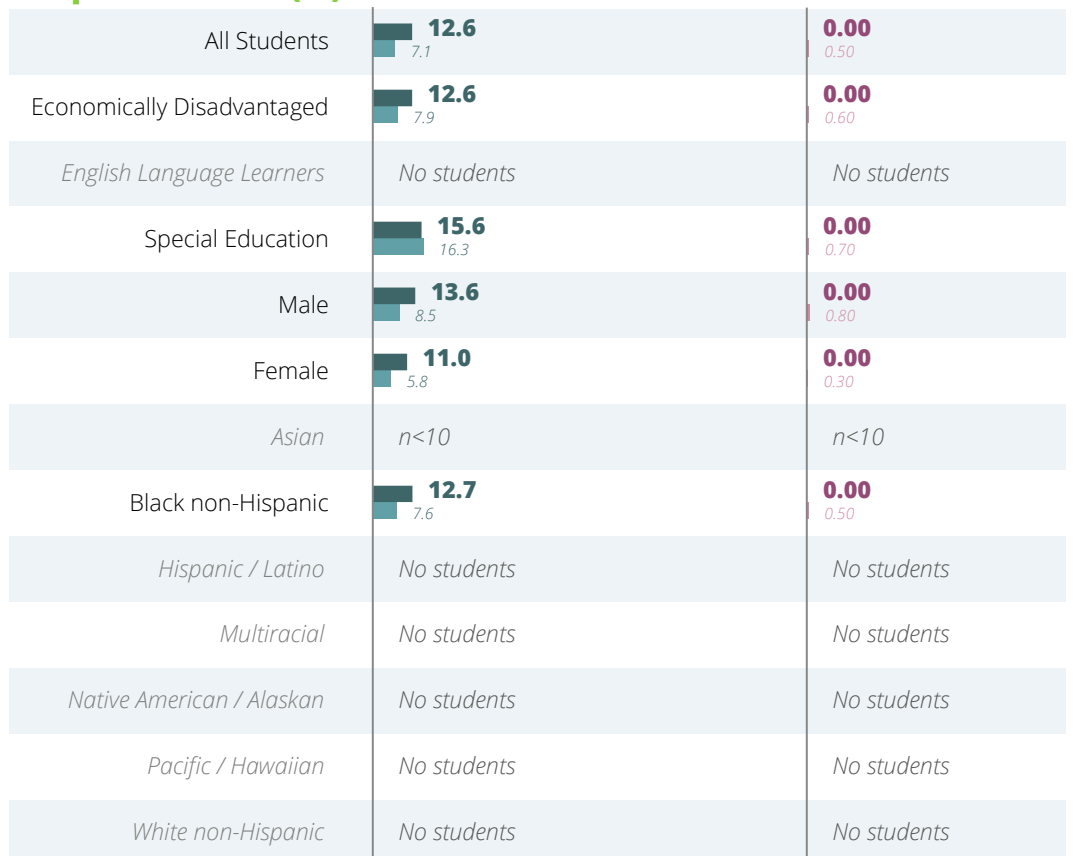 All Students 12.6 0.00
7.1 0.50
Economically Disadvantaged 12.6 0.00
7.9 0.60
English Language Learners No students No students
Special Education 15.6 0.00
16.3 0.70
Male 13.6 0.00
8.5 0.80
Female 11.0 0.00
5.8 0.30
Asian n<10 n<10
Black non-Hispanic 12.7 0.00
7.6 0.50
Hispanic / Latino No students No students
Multiracial No students No students
Native American / Alaskan No students No students
Pacific / Hawaiian No students No students
White non-Hispanic No students No students